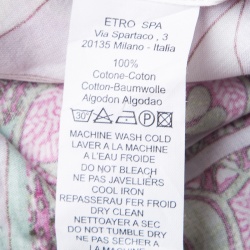 ETRO SPA
Via Spartaco , 3
20135 Milano - Italia
100%
Cotone-Coton
Cotton-Baumwolle
Algodon Algodao
30°
MACHINE WASH COLD
LAVER A LA MACHINE
A L'EAU FROIDE
DO NOT BLEACH
NE PAS JAVELLIERS
COOL IRON
REPASSERAU FER FROID
DRY CLEAN
NETTOYER A SEC
DO NOT TUMBLE DRY
NE PAS SECHER A
LA MACHINE